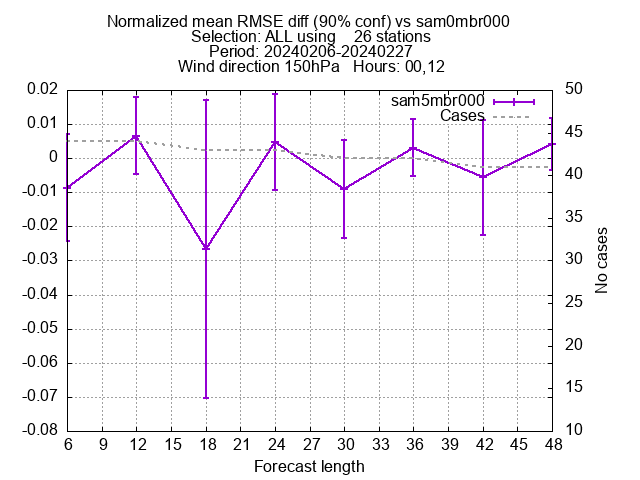 Normalized mean RMSE diff (90% conf) vs sam0mbr000
Selection: ALL using    26 stations
Period: 20240206-20240227
Wind direction 150hPa   Hours: 00,12
sam5mbr000
Cases
0.02
0.01
0
-0.01
-0.02
-0.03
-0.04
-0.05
-0.06
-0.07
-0.08
50
45
40
35
30
25
20
15
10
No cases
6 9 12 15 18 21 24 27 30 33 36 39 42 45 48
Forecast length